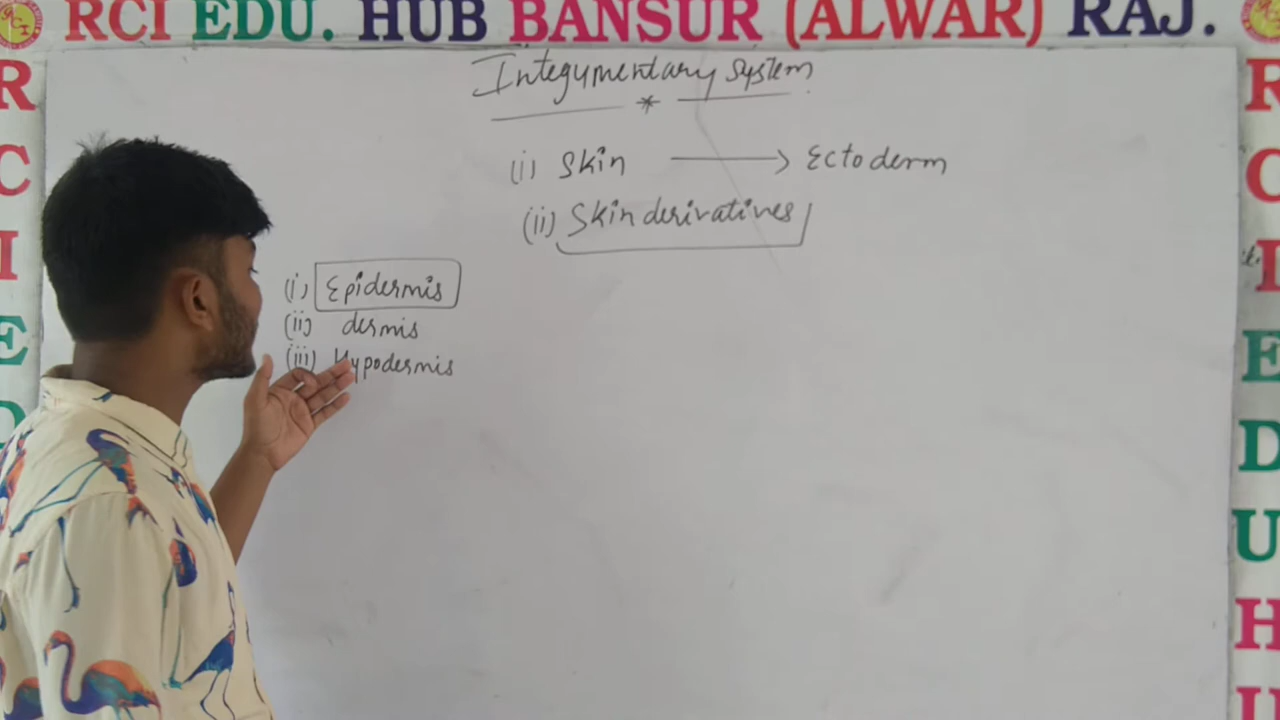 RCI EDU. HUB BANSUR (ALWAR) RAJ.
Integumentary system
*
(i) Skin → Ectoderm
(ii) Skin derivatives
(i) Epidermis
(ii) dermis
(iii) Hypodermis
R
C
I
E
D
R
C
I
E
D
U
H
U